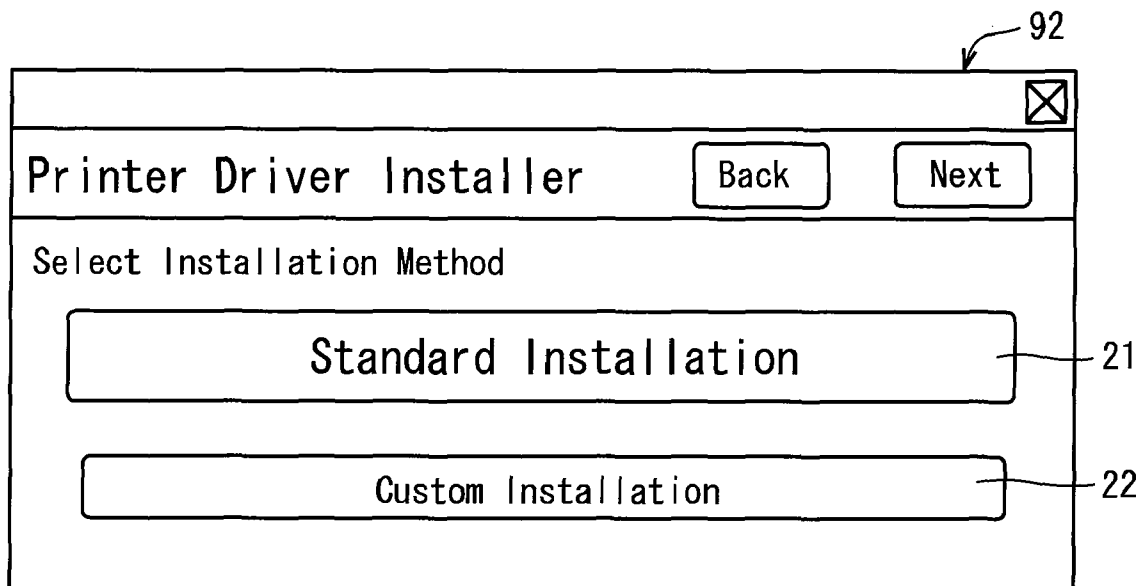 92
Printer Driver Installer Back Next
Select Installation Method
Standard Installation 21
Custom Installation 22